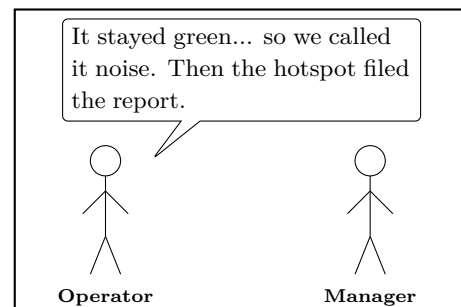 It stayed green... so we called
it noise. Then the hotspot filed
the report.
Operator
Manager